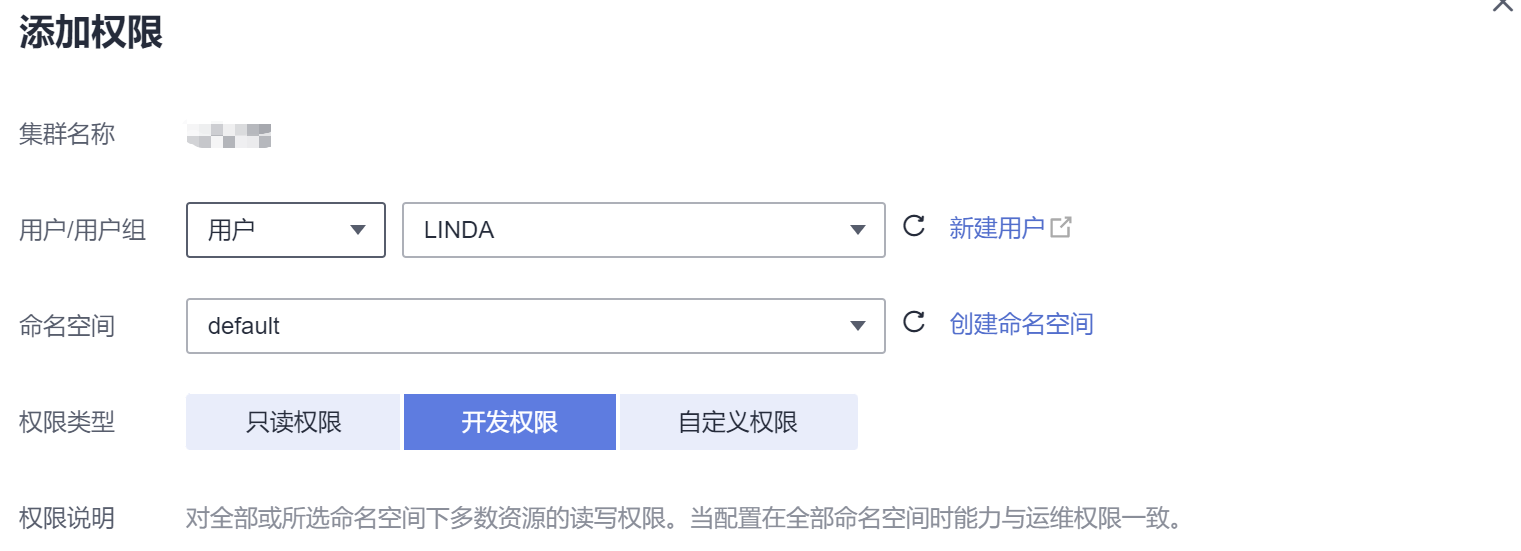 添加权限
集群名称
用户/用户组 用户 LINDA 新建用户
命名空间 default 创建命名空间
权限类型 只读权限 开发权限 自定义权限
权限说明 对全部或所选命名空间下多数资源的读写权限。当配置在全部命名空间时能力与运维权限一致。